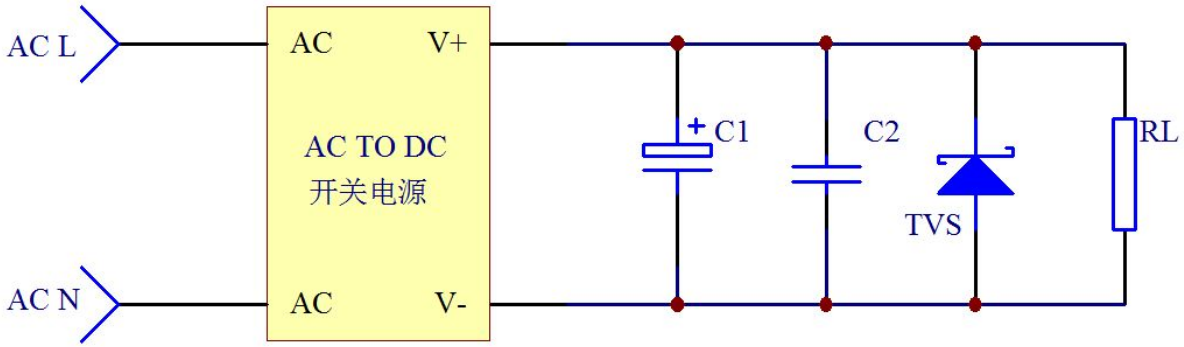 AC L
AC
V+
AC TO DC
开关电源
AC N
AC
V-
+
C1
C2
TVS
RL